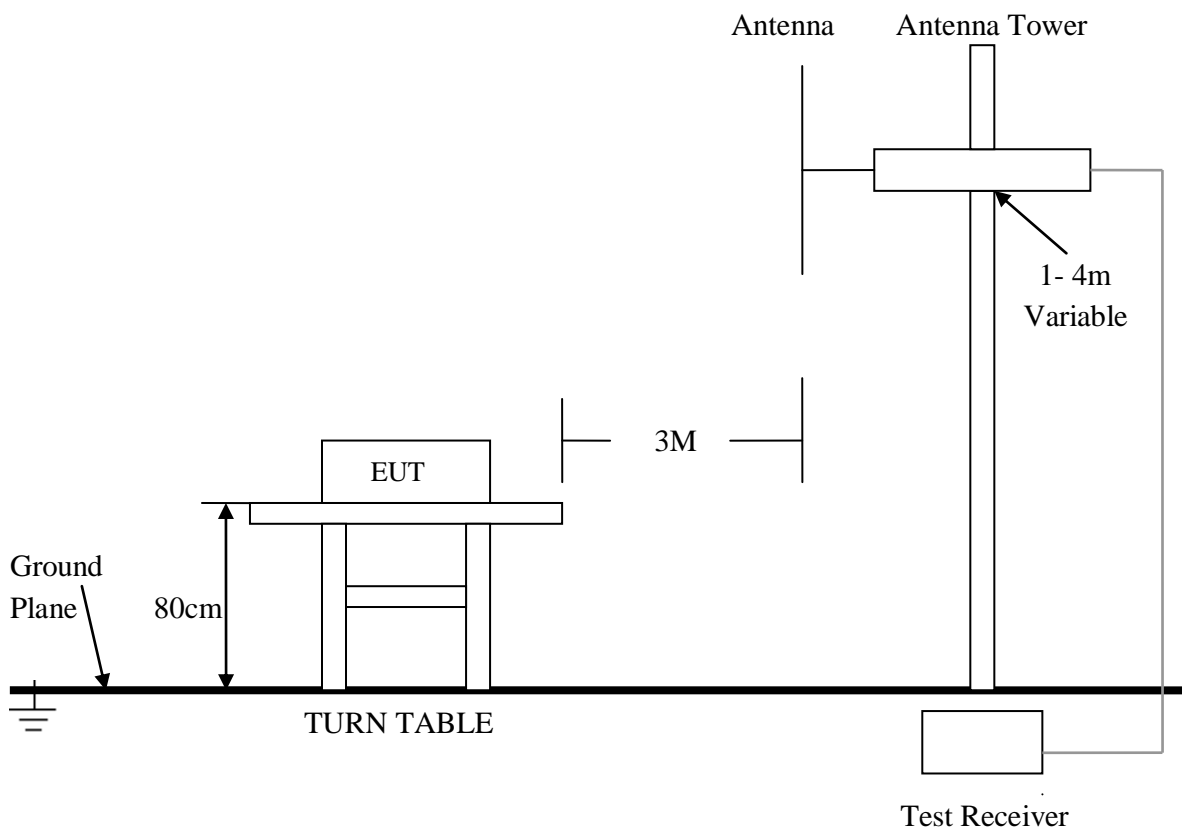 Antenna
Antenna Tower
1- 4m
Variable
3M
EUT
Ground
Plane
80cm
TURN TABLE
Test Receiver